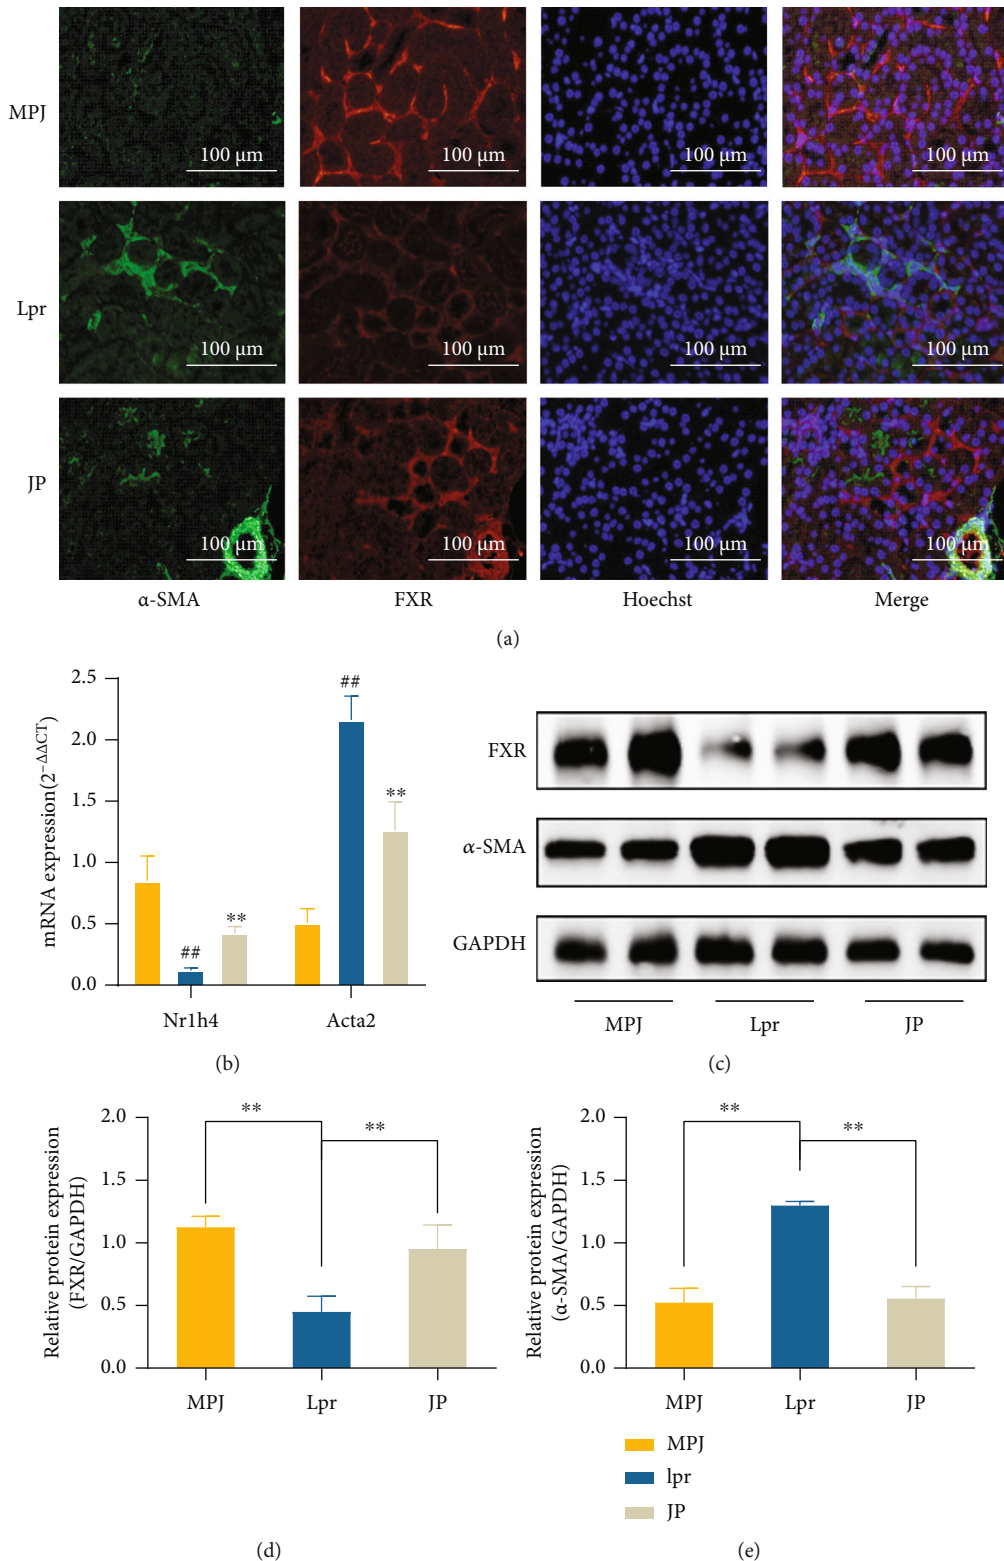 MPJ
100 μm
100 μm
100 μm
100 μm
Lpr
100 μm
100 μm
100 μm
100 μm
JP
100 μm
100 μm
100 μm
100 μm
α-SMA
FXR
Hoechst
Merge
(a)
mRNA expression(2−ΔΔCT)
2.5
2.0
1.5
1.0
0.5
0.0
##
**
##
**
Nr1h4
Acta2
(b)
FXR
α-SMA
GAPDH
MPJ
Lpr
JP
(c)
Relative protein expression
(FXR/GAPDH)
2.0
1.5
1.0
0.5
0.0
**
**
MPJ
Lpr
JP
(d)
Relative protein expression
(α-SMA/GAPDH)
2.0
1.5
1.0
0.5
0.0
**
**
MPJ
Lpr
JP
MPJ
lpr
JP
(e)